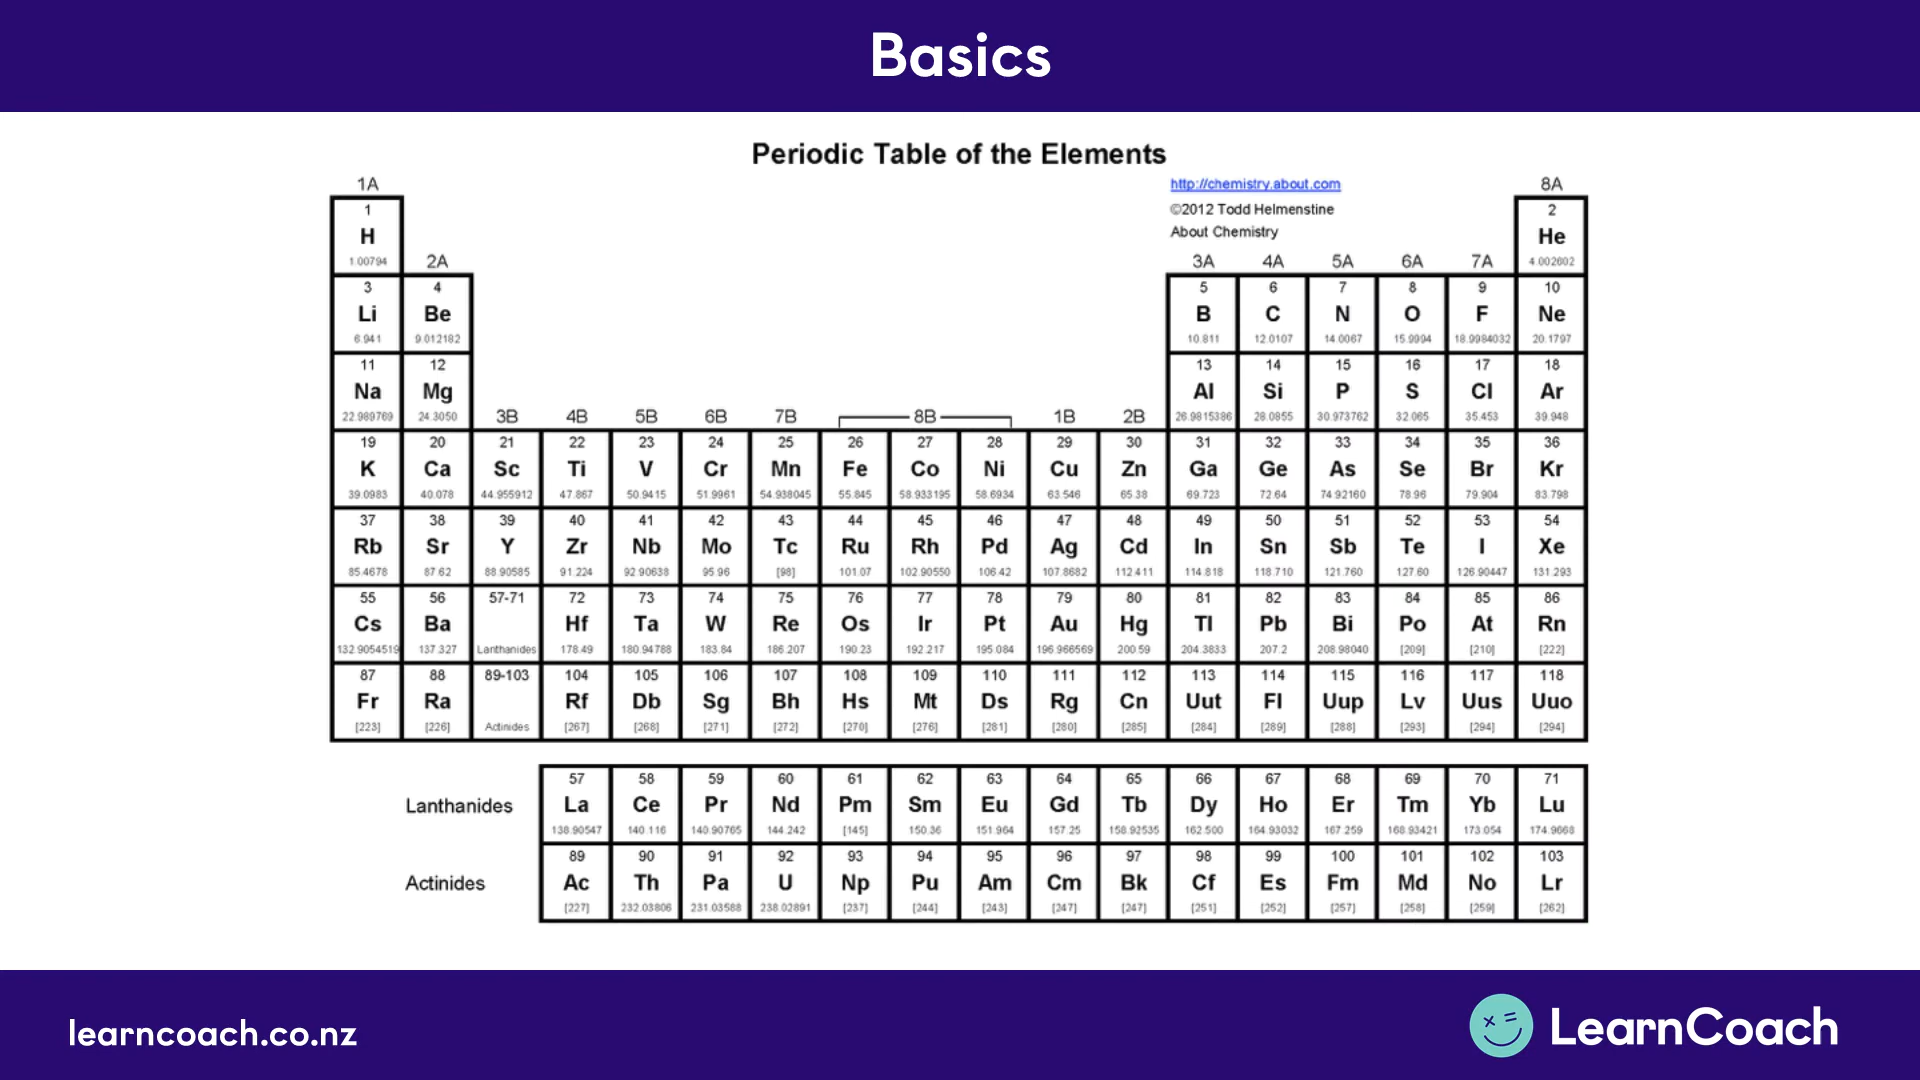 Basics
Periodic Table of the Elements
1A 8A
http://chemistry.about.com
©2012 Todd Helmenstine
About Chemistry
1 2
H He
1.00794 2A 3A 4A 5A 6A 7A 4.002602
3 4 5 6 7 8 9 10
Li Be B C N O F Ne
6.941 9.012182 10.811 12.0107 14.0067 15.9994 18.9984032 20.1797
11 12 13 14 15 16 17 18
Na Mg Al Si P S Cl Ar
22.989769 24.3050 26.9815386 28.0855 30.973762 32.065 35.453 39.948
3B 4B 5B 6B 7B 8B 1B 2B
19 20 21 22 23 24 25 26 27 28 29 30 31 32 33 34 35 36
K Ca Sc Ti V Cr Mn Fe Co Ni Cu Zn Ga Ge As Se Br Kr
39.0983 40.078 44.955912 47.867 50.9415 51.9961 54.938045 55.845 58.933195 58.6934 63.546 65.38 69.723 72.64 74.92160 78.96 79.904 83.798
37 38 39 40 41 42 43 44 45 46 47 48 49 50 51 52 53 54
Rb Sr Y Zr Nb Mo Tc Ru Rh Pd Ag Cd In Sn Sb Te I Xe
85.4678 87.62 88.90585 91.224 92.90638 95.96 [98] 101.07 102.90550 106.42 107.8682 112.411 114.818 118.710 121.760 127.60 126.90447 131.293
55 56 57-71 72 73 74 75 76 77 78 79 80 81 82 83 84 85 86
Cs Ba Hf Ta W Re Os Ir Pt Au Hg Tl Pb Bi Po At Rn
132.9054519 137.327 Lanthanides 178.49 180.94788 183.84 186.207 190.23 192.217 195.084 196.966569 200.59 204.3833 207.2 208.98040 [209] [210] [222]
87 88 89-103 104 105 106 107 108 109 110 111 112 113 114 115 116 117 118
Fr Ra Rf Db Sg Bh Hs Mt Ds Rg Cn Uut Fl Uup Lv Uus Uuo
[223] [226] Actinides [267] [268] [271] [272] [270] [276] [281] [280] [285] [284] [289] [288] [293] [294] [294]
57 58 59 60 61 62 63 64 65 66 67 68 69 70 71
Lanthanides La Ce Pr Nd Pm Sm Eu Gd Tb Dy Ho Er Tm Yb Lu
138.90547 140.116 140.90765 144.242 [145] 150.36 151.964 157.25 158.92535 162.500 164.93032 167.259 168.93421 173.054 174.9668
89 90 91 92 93 94 95 96 97 98 99 100 101 102 103
Actinides Ac Th Pa U Np Pu Am Cm Bk Cf Es Fm Md No Lr
[227] 232.03806 231.03588 238.02891 [237] [244] [243] [247] [247] [251] [252] [257] [258] [259] [262]
learncoach.co.nz
LearnCoach